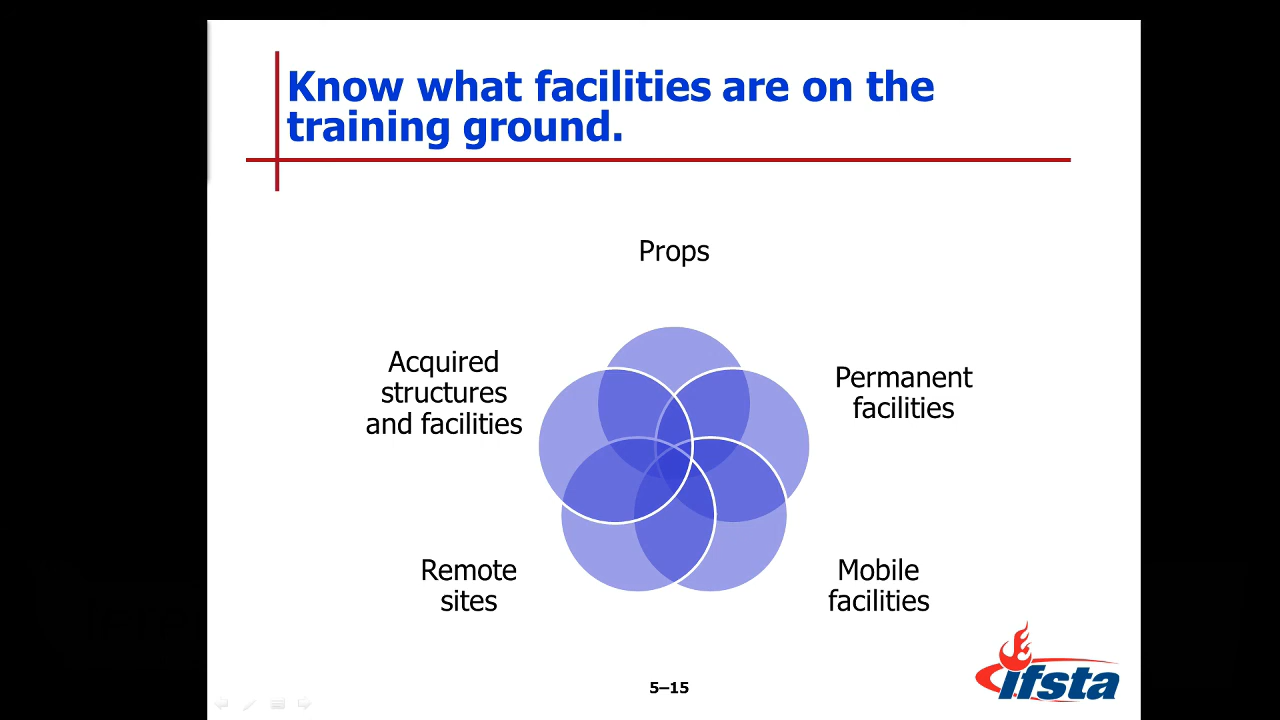 Know what facilities are on the
training ground.
Props
Acquired
structures
and facilities
Permanent
facilities
Remote
sites
Mobile
facilities
5–15
ifsta